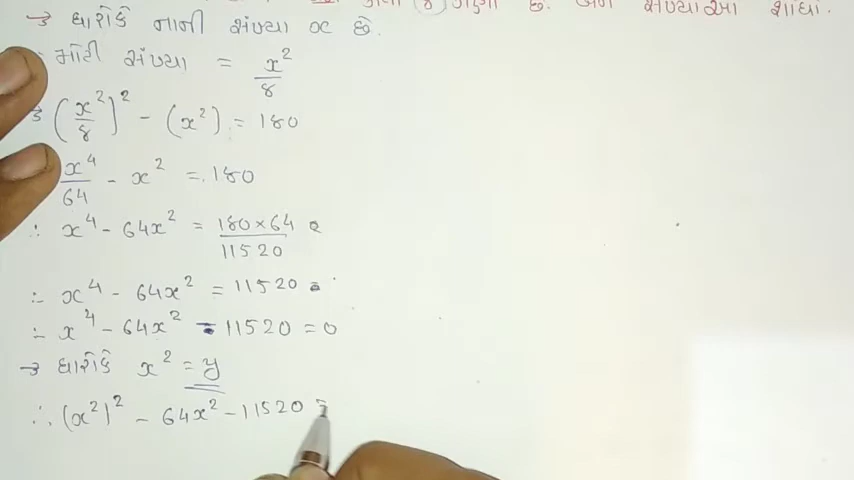 છે. બંને સંખ્યાઓ શોધો.
→ ધારોકે નાની સંખ્યા x છે.
મોટી સંખ્યા = x²/8
(x²/8)² - (x²) = 180
x⁴/64 - x² = 180
∴ x⁴ - 64x² = 180 × 64
11520
∴ x⁴ - 64x² = 11520
∴ x⁴ - 64x² - 11520 = 0
→ ધારોકે x² = y
∴ (x²)² - 64x² - 11520 =